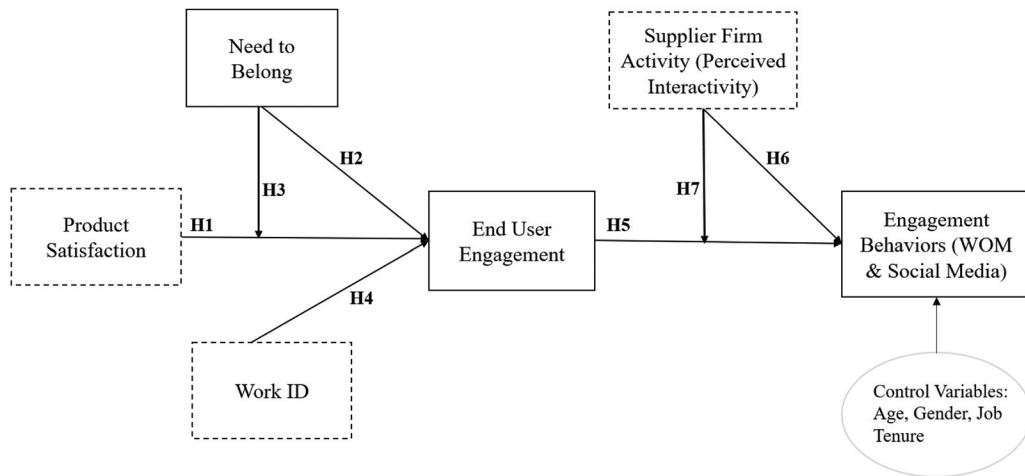 Need to
Belong
Supplier Firm
Activity (Perceived
Interactivity)
H2
H3
H6
H7
Product
Satisfaction
H1
End User
Engagement
H5
Engagement
Behaviors (WOM
& Social Media)
H4
Work ID
Control Variables:
Age, Gender, Job
Tenure